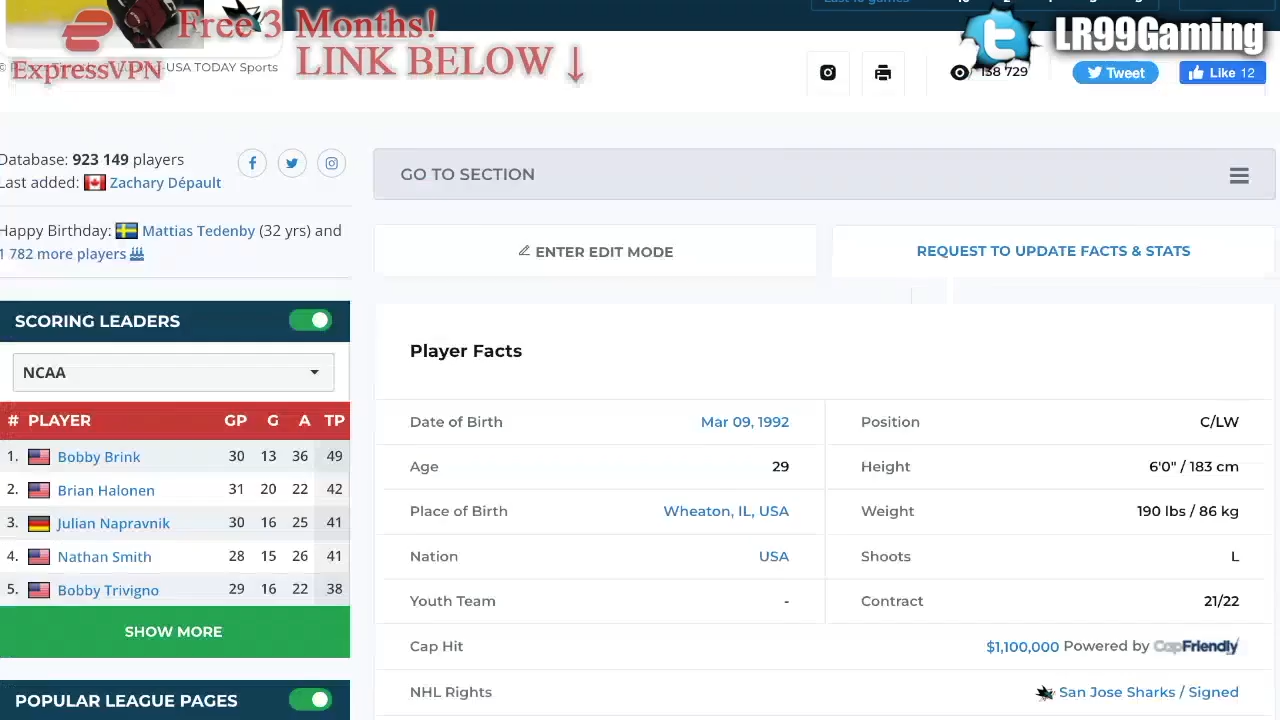 Last 10 games
Free 3 Months!
LINK BELOW ↓
ExpressVPN
-USA TODAY Sports
LR99Gaming
138 729
Tweet
Like 12
Database: 923 149 players
Last added: Zachary Dépault
Happy Birthday: Mattias Tedenby (32 yrs) and
1 782 more players
GO TO SECTION
ENTER EDIT MODE
REQUEST TO UPDATE FACTS & STATS
SCORING LEADERS
NCAA
# PLAYER GP G A TP
1. Bobby Brink 30 13 36 49
2. Brian Halonen 31 20 22 42
3. Julian Napravnik 30 16 25 41
4. Nathan Smith 28 15 26 41
5. Bobby Trivigno 29 16 22 38
SHOW MORE
POPULAR LEAGUE PAGES
Player Facts
Date of Birth Mar 09, 1992 Position C/LW
Age 29 Height 6'0" / 183 cm
Place of Birth Wheaton, IL, USA Weight 190 lbs / 86 kg
Nation USA Shoots L
Youth Team - Contract 21/22
Cap Hit $1,100,000 Powered by CapFriendly
NHL Rights San Jose Sharks / Signed